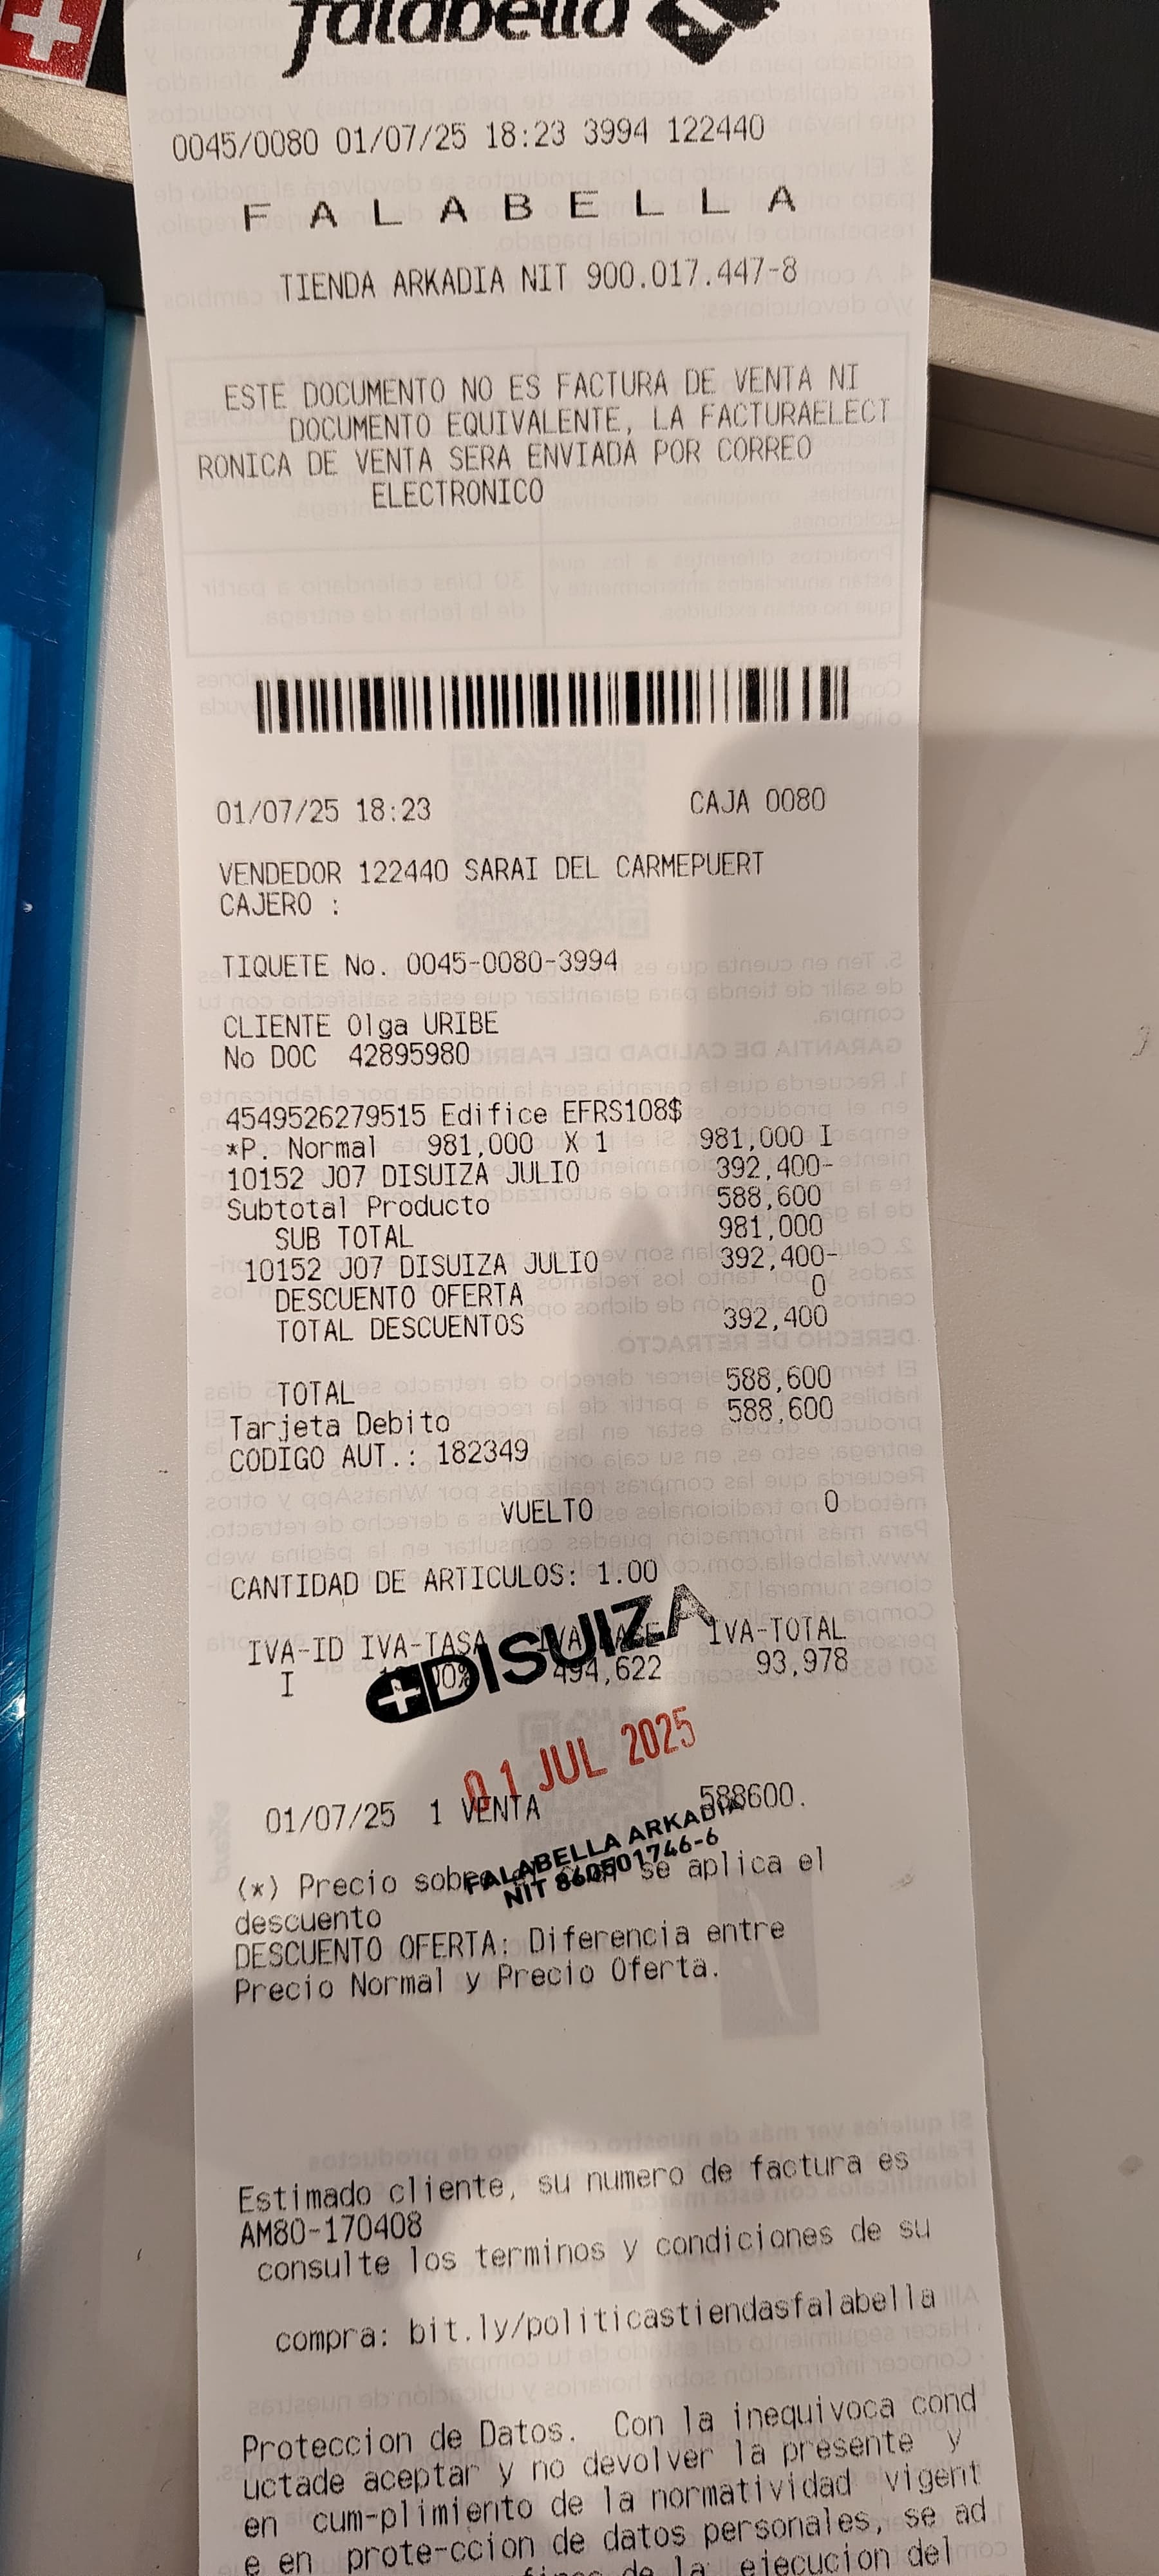 falabella
0045/0080 01/07/25 18:23 3994 122440
F A L A B E L L A
TIENDA ARKADIA NIT 900.017.447-8
ESTE DOCUMENTO NO ES FACTURA DE VENTA NI
DOCUMENTO EQUIVALENTE, LA FACTURAELECT
RONICA DE VENTA SERA ENVIADA POR CORREO
ELECTRONICO
01/07/25 18:23 CAJA 0080
VENDEDOR 122440 SARAI DEL CARMEPUERT
CAJERO :
TIQUETE No. 0045-0080-3994
CLIENTE Olga URIBE
No DOC 42895980
4549526279515 Edifice EFRS108$
*P. Normal 981,000 X 1 981,000 I
10152 J07 DISUIZA JULIO 392,400-
Subtotal Producto 588,600
SUB TOTAL 981,000
10152 J07 DISUIZA JULIO 392,400-
DESCUENTO OFERTA 0
TOTAL DESCUENTOS 392,400
TOTAL 588,600
Tarjeta Debito 588,600
CODIGO AUT.: 182349
VUELTO 0
CANTIDAD DE ARTICULOS: 1.00
IVA-ID IVA-TASA IVA-TOTAL
I 494,622 93,978
DISUIZA
01 JUL 2025
01/07/25 1 VENTA 588600.
FALABELLA ARKADIA
NIT 860501746-6
(*) Precio se aplica el
descuento
DESCUENTO OFERTA: Diferencia entre
Precio Normal y Precio Oferta.
Estimado cliente, su numero de factura es
AM80-170408
consulte los terminos y condiciones de su
compra: bit.ly/politicastiendasfalabella
Proteccion de Datos. Con la inequivoca cond
uctade aceptar y no devolver la presente y
en cum-plimiento de la normatividad vigent
e en prote-ccion de datos personales, se ad
de la ejecucion del